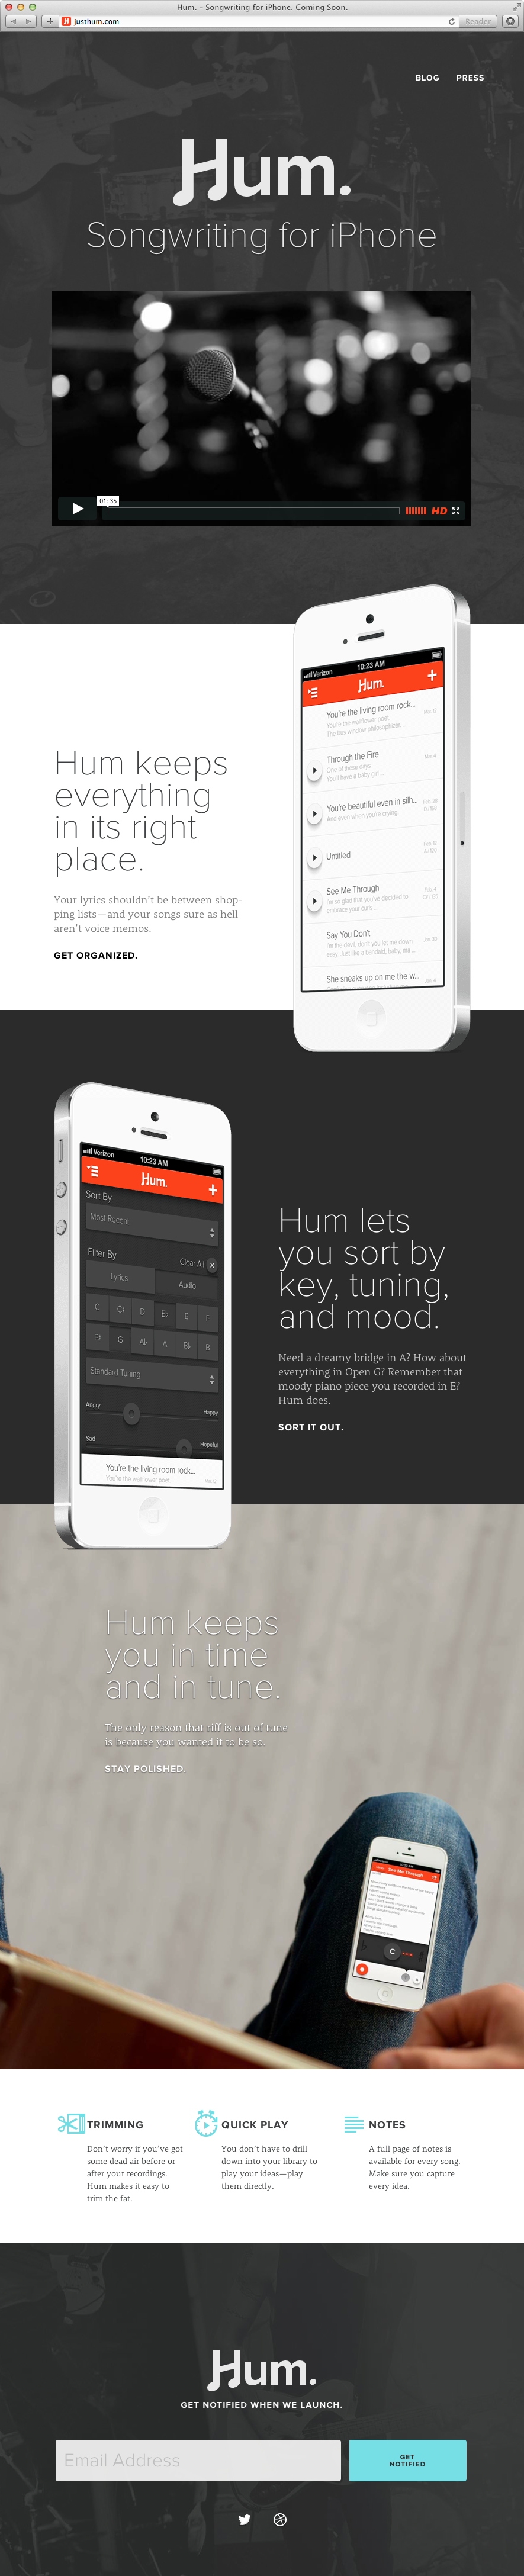 Hum. - Songwriting for iPhone. Coming Soon.
justhum.com
Reader
BLOG PRESS
Hum.
Songwriting for iPhone
01:35
HD
Verizon 10:23 AM
Hum.
You're the living room rock...
Mar. 12
You're the wallflower poet.
The bus window philosophizer. ...
Through the Fire
One of these days
You'll have a baby girl ...
You're beautiful even in silh...
And even when you're crying.
Untitled
See Me Through
I'm so glad that you've decided to
embrace your curls ...
Say You Don't
I'm the devil, don't you let me down
easy. Just like a bandaid, baby, ma ...
She sneaks up on me the w...
Hum keeps
everything
in its right
place.
Your lyrics shouldn't be between shop-
ping lists—and your songs sure as hell
aren't voice memos.
GET ORGANIZED.
Verizon
10:23 AM
Hum.
Sort By
Most Recent
Filter By
Clear All x
Lyrics
Audio
C C♯ D E♭ E F
F♯ G A♭ A B♭ B
Standard Tuning
Angry
Happy
Sad
Hopeful
You're the living room rock...
You're the wallflower poet.
Mar. 12
Hum lets
you sort by
key, tuning,
and mood.
Need a dreamy bridge in A? How about
everything in Open G? Remember that
moody piano piece you recorded in E?
Hum does.
SORT IT OUT.
Hum keeps
you in time
and in tune.
The only reason that riff is out of tune
is because you wanted it to be so.
STAY POLISHED.
See Me Through
C
TRIMMING
Don't worry if you've got
some dead air before or
after your recordings.
Hum makes it easy to
trim the fat.
QUICK PLAY
You don't have to drill
down into your library to
play your ideas—play
them directly.
NOTES
A full page of notes is
available for every song.
Make sure you capture
every idea.
Hum.
GET NOTIFIED WHEN WE LAUNCH.
Email Address
GET
NOTIFIED